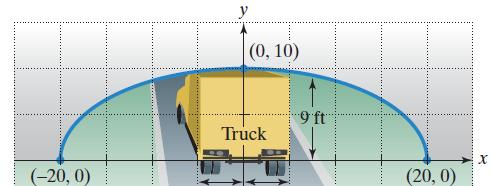 y
(0, 10)
9 ft
Truck
x
(-20, 0)
(20, 0)